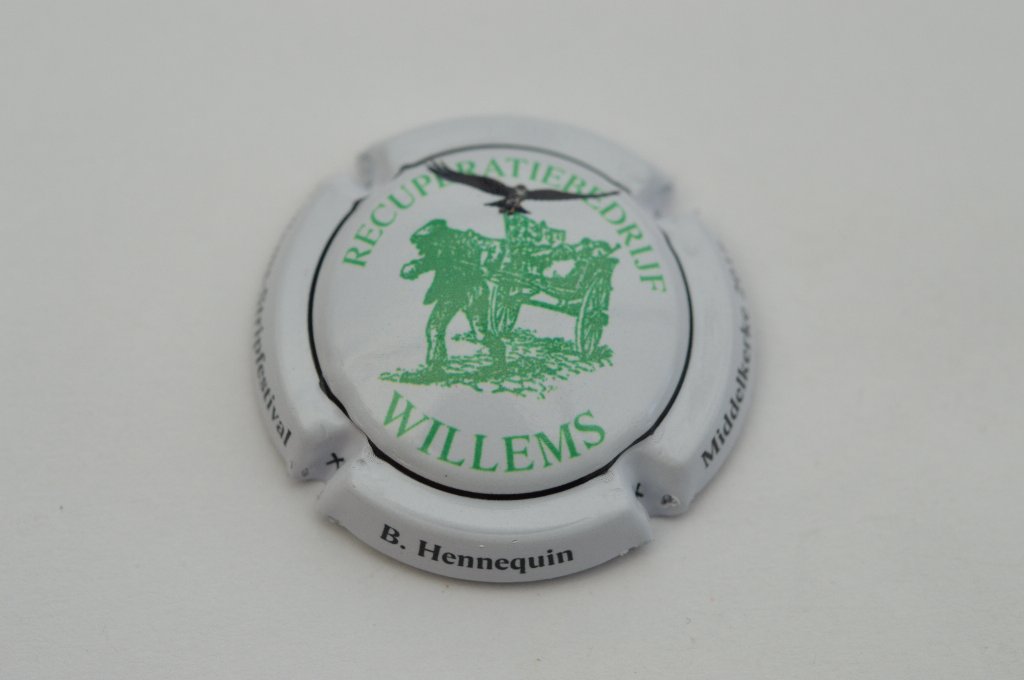 RECUPERATIEBEDRIJF
WILLEMS
B. Hennequin
Middelkerke